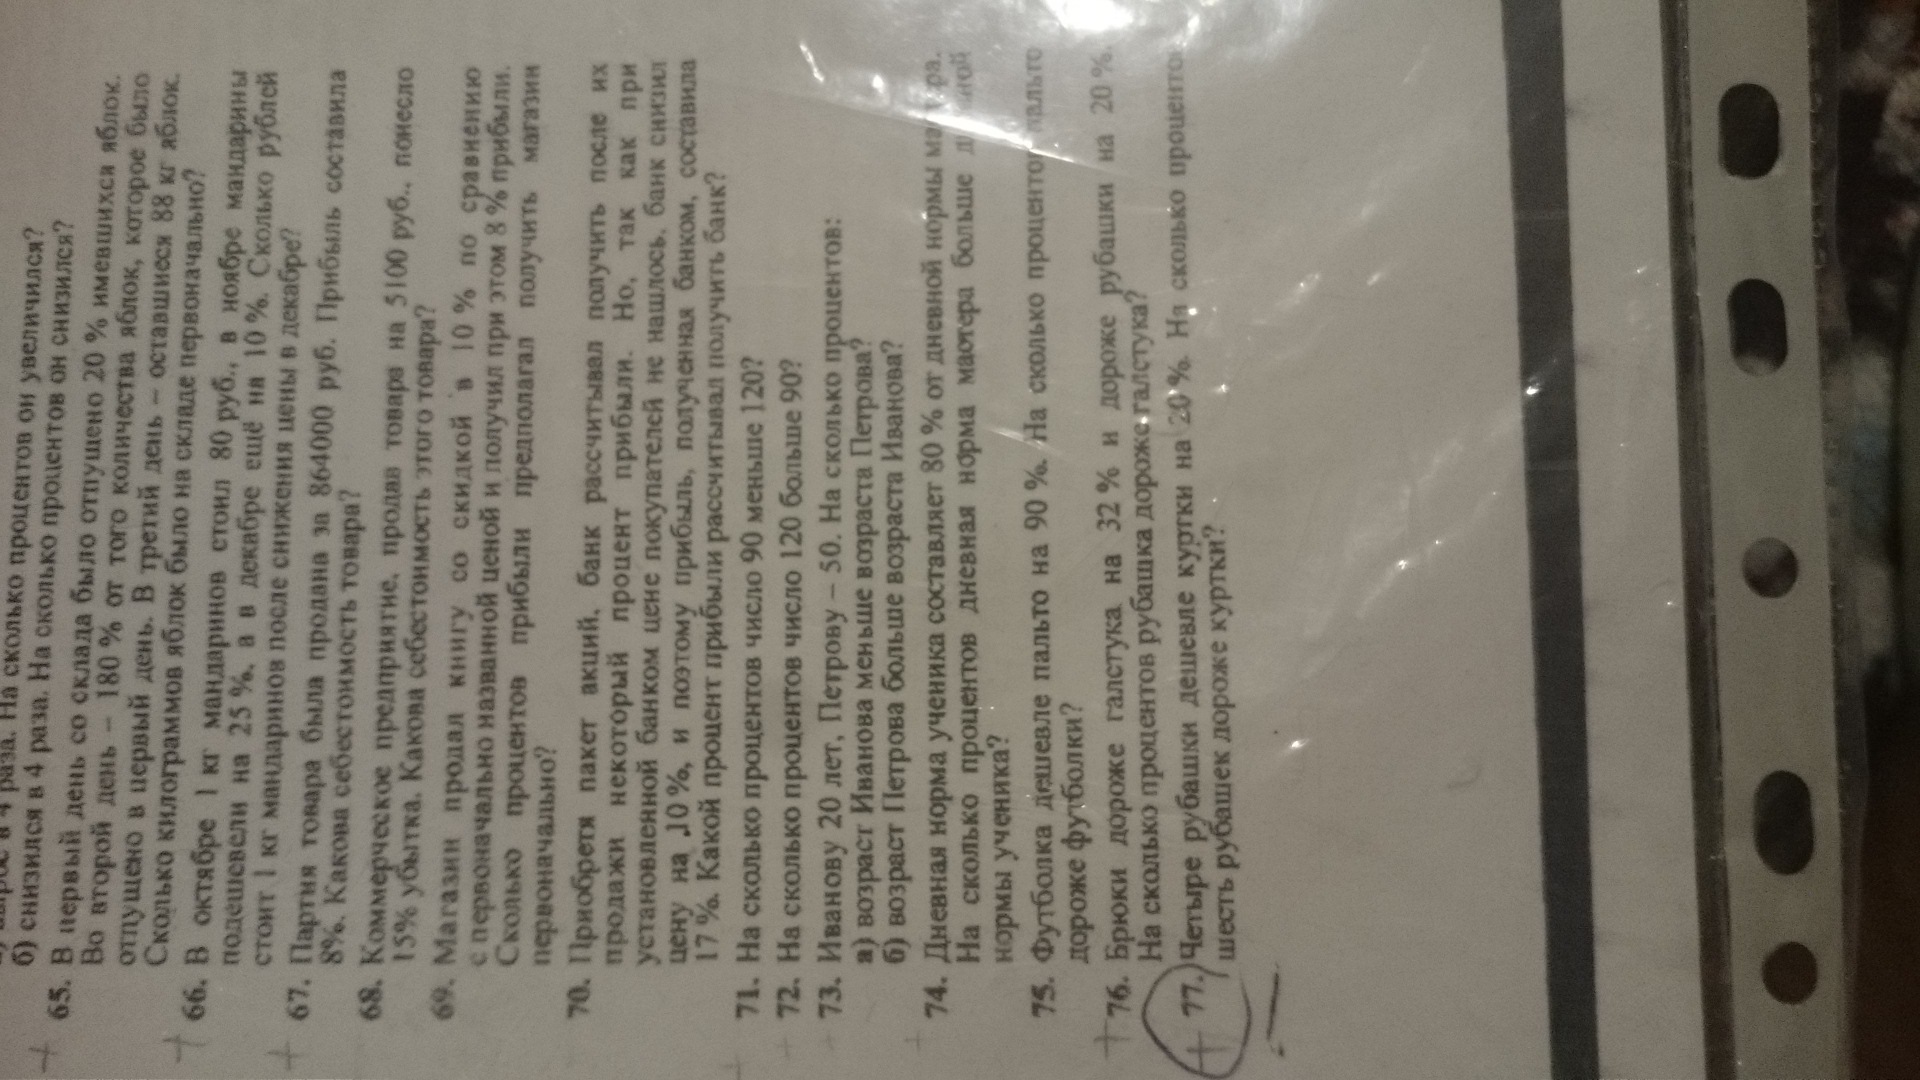 раза. На сколько процентов он увеличился?
б) снизился в 4 раза. На сколько процентов он снизился?
65. В первый день со склада было отпущено 20 % имевшихся яблок.
Во второй день – 180 % от того количества яблок, которое было
отпущено в первый день. В третий день – оставшиеся 88 кг яблок.
Сколько килограммов яблок было на складе первоначально?
66. В октябре 1 кг мандаринов стоил 80 руб., в ноябре мандарины
подешевели на 25 %, а в декабре ещё на 10 %. Сколько рублей
стоит 1 кг мандаринов после снижения цены в декабре?
67. Партия товара была продана за 864000 руб. Прибыль составила
8%. Какова себестоимость товара?
68. Коммерческое предприятие, продав товара на 5100 руб., понесло
15% убытка. Какова себестоимость этого товара?
69. Магазин продал книгу со скидкой в 10 % по сравнению
с первоначально названной ценой и получил при этом 8 % прибыли.
Сколько процентов прибыли предполагал получить магазин
первоначально?
70. Приобретя пакет акций, банк рассчитывал получить после их
продажи некоторый процент прибыли. Но, так как при
установленной банком цене покупателей не нашлось, банк снизил
цену на 10 %, и поэтому прибыль, полученная банком, составила
17 %. Какой процент прибыли рассчитывал получить банк?
71. На сколько процентов число 90 меньше 120?
72. На сколько процентов число 120 больше 90?
73. Иванову 20 лет, Петрову – 50. На сколько процентов:
а) возраст Иванова меньше возраста Петрова?
б) возраст Петрова больше возраста Иванова?
74. Дневная норма ученика составляет 80 % от дневной нормы
На сколько процентов дневная норма мастера больше
нормы ученика?
75. Футболка дешевле пальто на 90 %. На сколько процентов пальто
дороже футболки?
76. Брюки дороже галстука на 32 % и дороже рубашки на 20 %.
На сколько процентов рубашка дороже галстука?
77. Четыре рубашки дешевле куртки на 20 %. На сколько процентов
шесть рубашек дороже куртки?